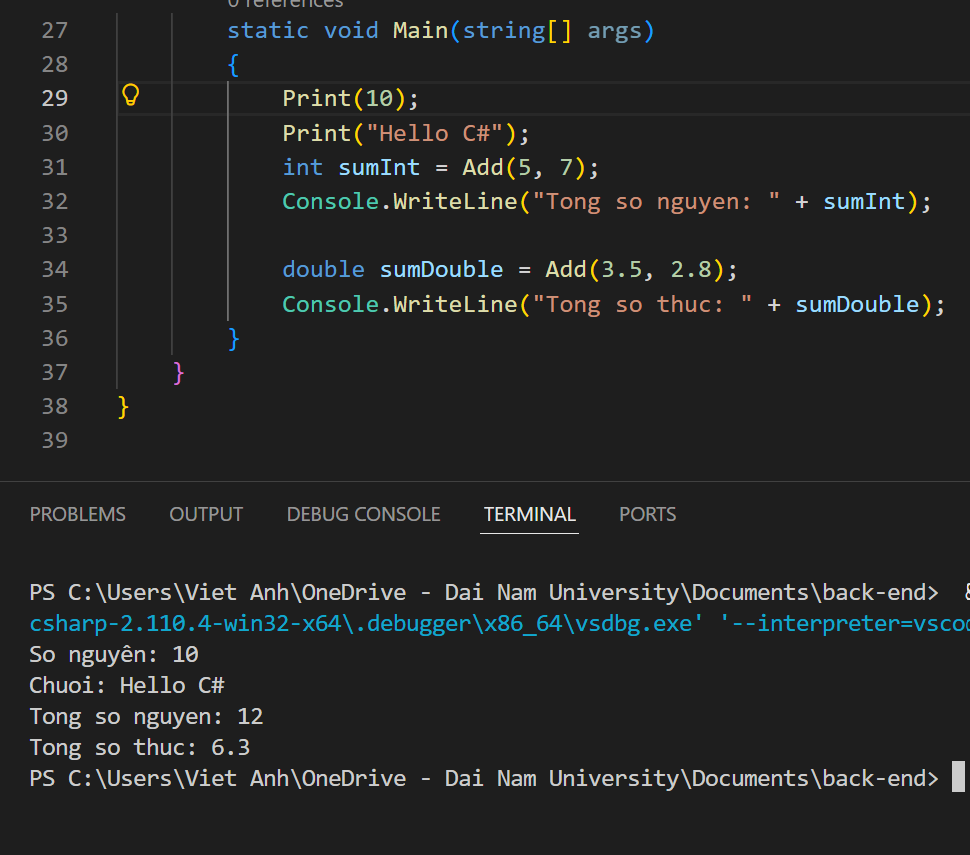 0 references
27 static void Main(string[] args)
28 {
29 Print(10);
30 Print("Hello C#");
31 int sumInt = Add(5, 7);
32 Console.WriteLine("Tong so nguyen: " + sumInt);
33
34 double sumDouble = Add(3.5, 2.8);
35 Console.WriteLine("Tong so thuc: " + sumDouble);
36 }
37 }
38 }
39
PROBLEMS OUTPUT DEBUG CONSOLE TERMINAL PORTS
PS C:\Users\Viet Anh\OneDrive - Dai Nam University\Documents\back-end> &
csharp-2.110.4-win32-x64\.debugger\x86_64\vsdbg.exe' '--interpreter=vscod
So nguyên: 10
Chuoi: Hello C#
Tong so nguyen: 12
Tong so thuc: 6.3
PS C:\Users\Viet Anh\OneDrive - Dai Nam University\Documents\back-end>